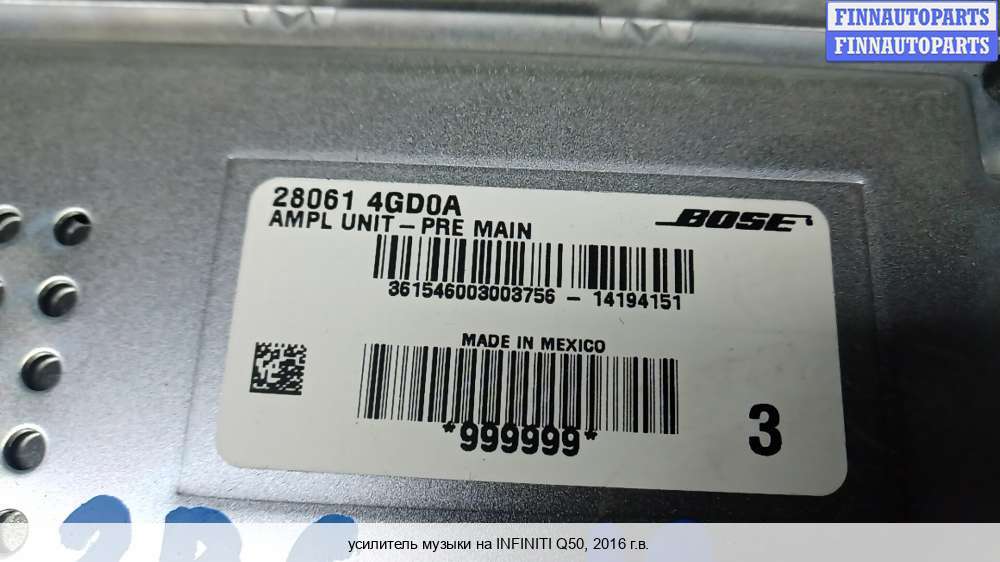 FINNAUTOPARTS
FINNAUTOPARTS
28061 4GD0A
AMPL UNIT-PRE MAIN
BOSE
361546003003756 - 14194151
MADE IN MEXICO
*999999*
3
усилитель музыки на INFINITI Q50, 2016 г.в.